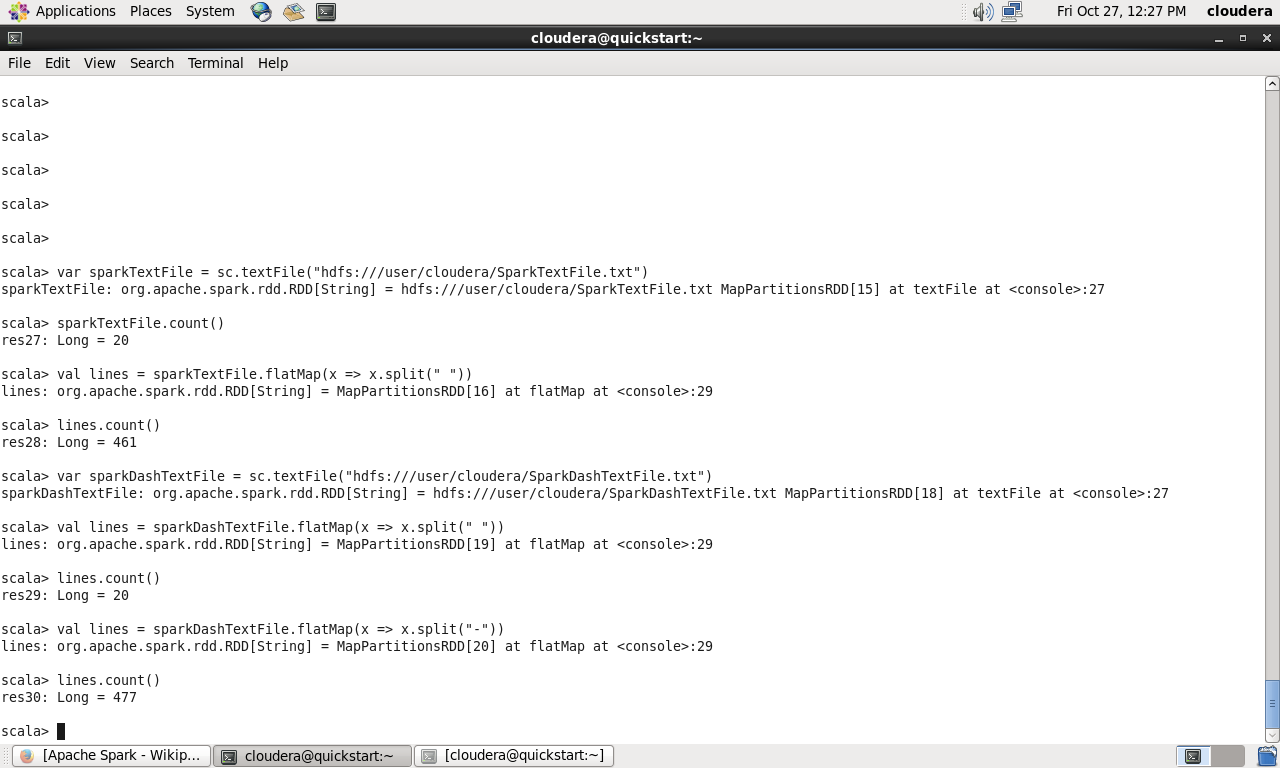 Applications Places System Fri Oct 27, 12:27 PM cloudera
cloudera@quickstart:~
File Edit View Search Terminal Help
scala>
scala>
scala>
scala>
scala>
scala> var sparkTextFile = sc.textFile("hdfs:///user/cloudera/SparkTextFile.txt")
sparkTextFile: org.apache.spark.rdd.RDD[String] = hdfs:///user/cloudera/SparkTextFile.txt MapPartitionsRDD[15] at textFile at <console>:27
scala> sparkTextFile.count()
res27: Long = 20
scala> val lines = sparkTextFile.flatMap(x => x.split(" "))
lines: org.apache.spark.rdd.RDD[String] = MapPartitionsRDD[16] at flatMap at <console>:29
scala> lines.count()
res28: Long = 461
scala> var sparkDashTextFile = sc.textFile("hdfs:///user/cloudera/SparkDashTextFile.txt")
sparkDashTextFile: org.apache.spark.rdd.RDD[String] = hdfs:///user/cloudera/SparkDashTextFile.txt MapPartitionsRDD[18] at textFile at <console>:27
scala> val lines = sparkDashTextFile.flatMap(x => x.split(" "))
lines: org.apache.spark.rdd.RDD[String] = MapPartitionsRDD[19] at flatMap at <console>:29
scala> lines.count()
res29: Long = 20
scala> val lines = sparkDashTextFile.flatMap(x => x.split("-"))
lines: org.apache.spark.rdd.RDD[String] = MapPartitionsRDD[20] at flatMap at <console>:29
scala> lines.count()
res30: Long = 477
scala>
[Apache Spark - Wikip... cloudera@quickstart:~ [cloudera@quickstart:~]